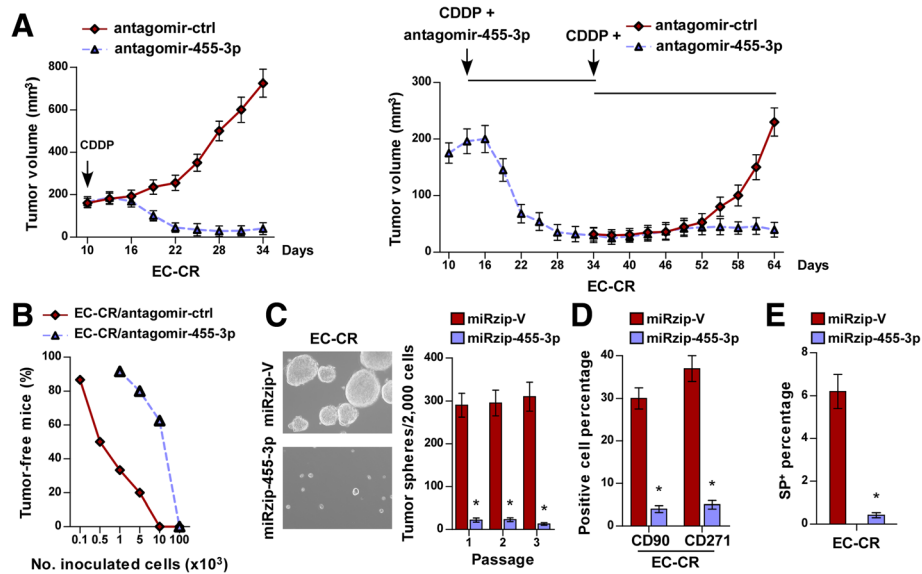 A
antagomir-ctrl
antagomir-455-3p
Tumor volume (mm³)
800
600
400
200
0
CDDP
10 16 22 28 34 Days
EC-CR
CDDP +
antagomir-455-3p
CDDP +
antagomir-ctrl
antagomir-455-3p
Tumor volume (mm³)
300
200
100
0
10 16 22 28 34 40 46 52 58 64 Days
EC-CR
B
EC-CR/antagomir-ctrl
EC-CR/antagomir-455-3p
Tumor-free mice (%)
100
80
60
40
20
0
0.1 0.5 1 5 10 100
No. inoculated cells (x10³)
C
EC-CR
miRzip-V
miRzip-455-3p
miRzip-V
miRzip-455-3p
Tumor spheres/2,000 cells
400
300
200
100
0
* * *
1 2 3
Passage
D
miRzip-V
miRzip-455-3p
Positive cell percentage
40
30
20
10
0
* *
CD90 CD271
EC-CR
E
miRzip-V
miRzip-455-3p
SP⁺ percentage
8
6
4
2
0
*
EC-CR